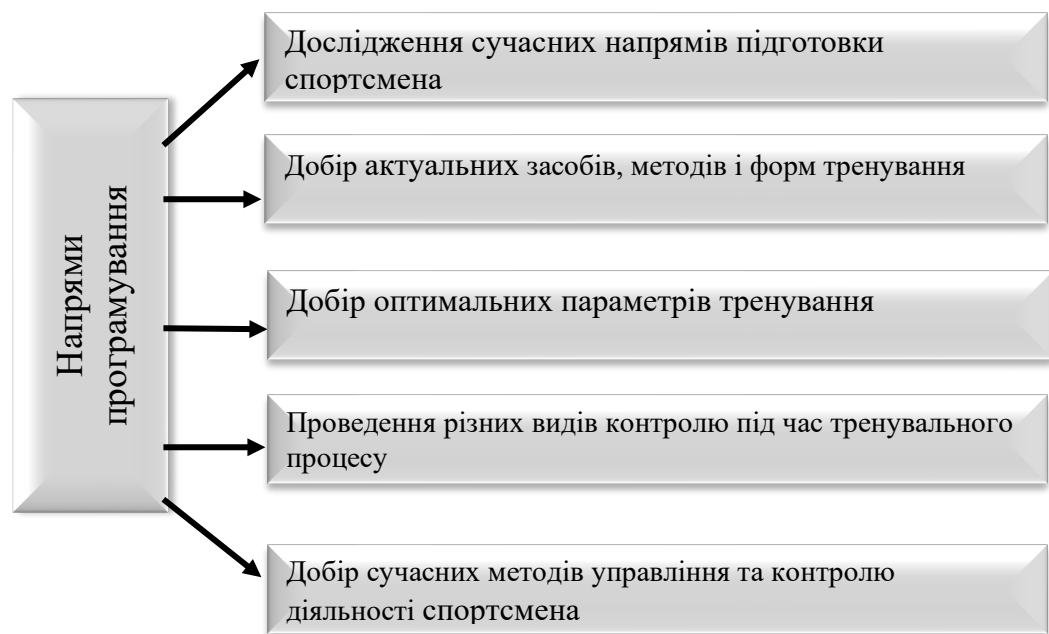 Напрями
програмування
Дослідження сучасних напрямів підготовки
спортсмена
Добір актуальних засобів, методів і форм тренування
Добір оптимальних параметрів тренування
Проведення різних видів контролю під час тренувального
процесу
Добір сучасних методів управління та контролю
діяльності спортсмена